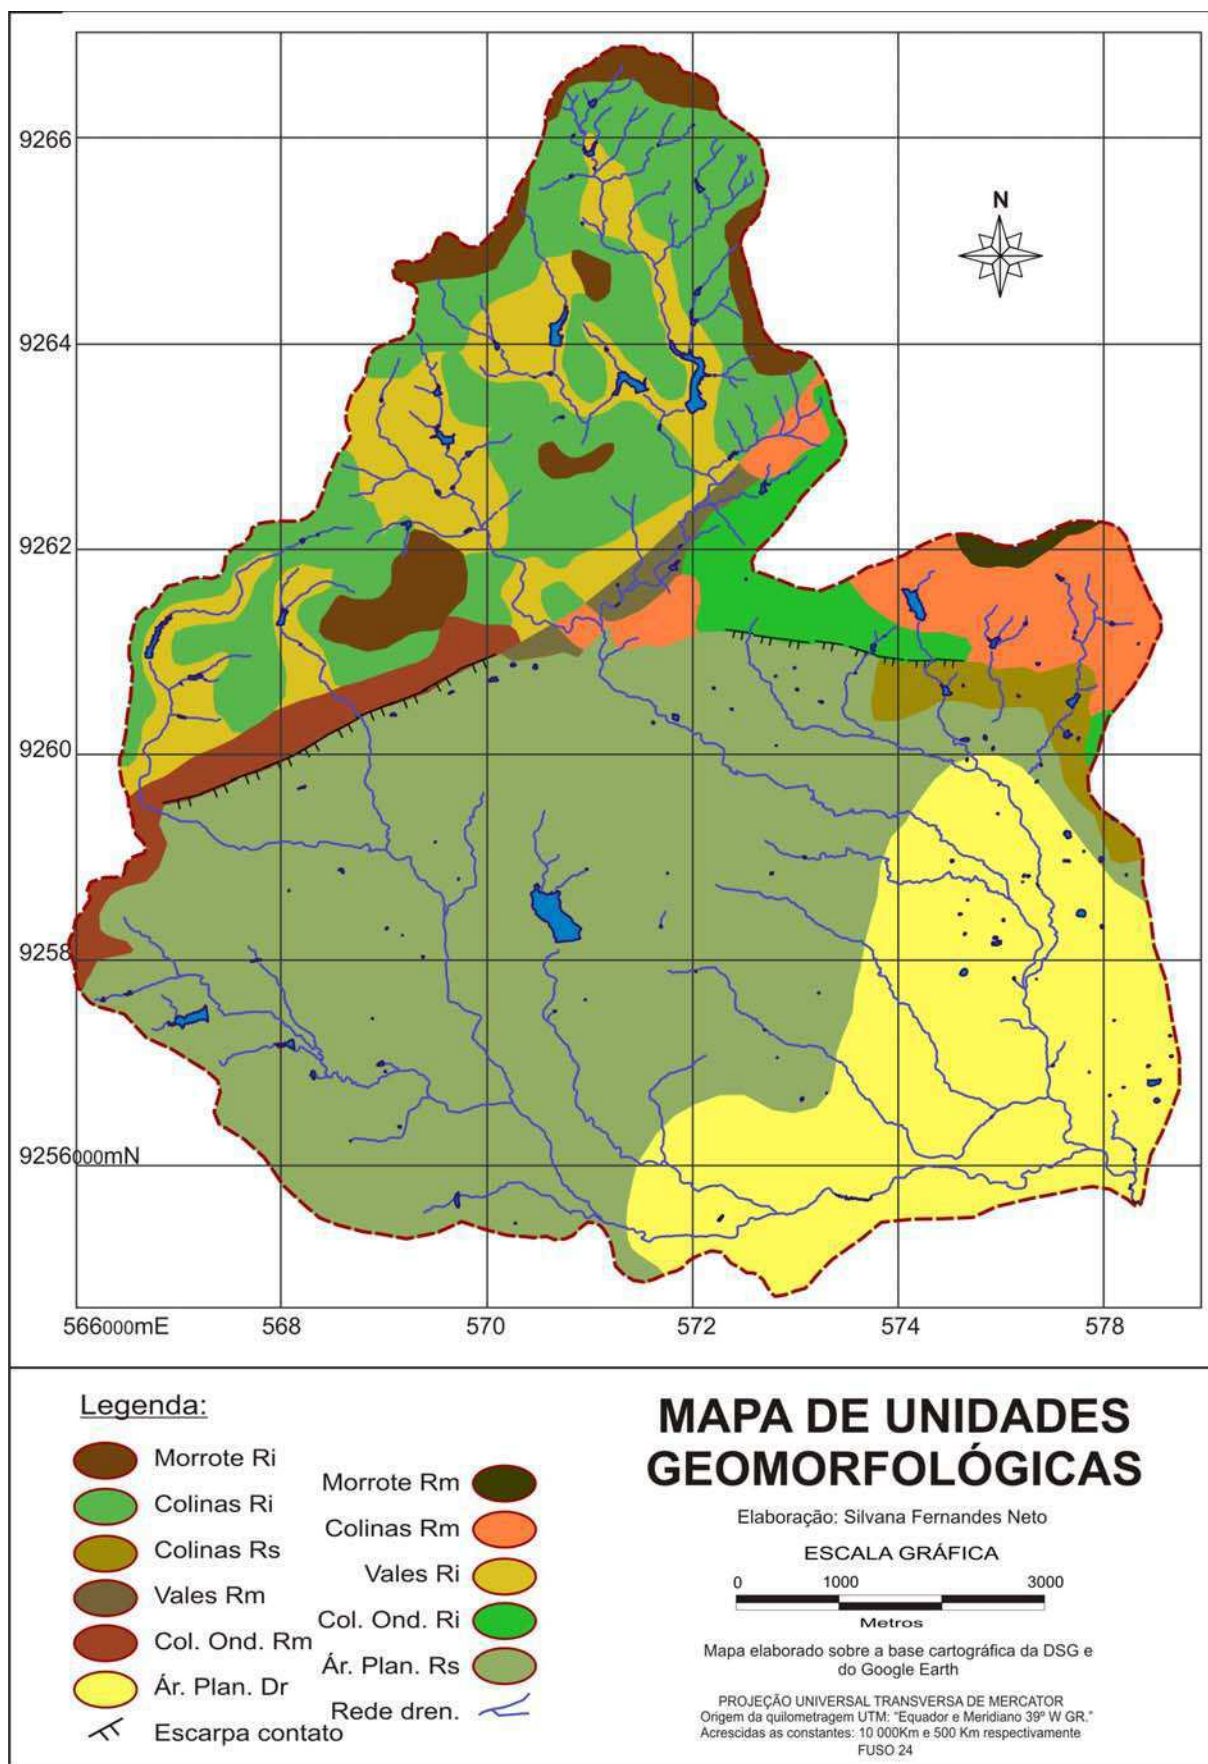 9266
9264
9262
9260
9258
9256000mN
N
566000mE 568 570 572 574 578
Legenda:
Morrote Ri
Colinas Ri
Colinas Rs
Vales Rm
Col. Ond. Rm
Ár. Plan. Dr
Escarpa contato
Morrote Rm
Colinas Rm
Vales Ri
Col. Ond. Ri
Ár. Plan. Rs
Rede dren.
MAPA DE UNIDADES
GEOMORFOLÓGICAS
Elaboração: Silvana Fernandes Neto
ESCALA GRÁFICA
0 1000 3000
Metros
Mapa elaborado sobre a base cartográfica da DSG e
do Google Earth
PROJEÇÃO UNIVERSAL TRANSVERSA DE MERCATOR
Origem da quilometragem UTM: "Equador e Meridiano 39º W GR."
Acrescidas as constantes: 10 000Km e 500 Km respectivamente
FUSO 24